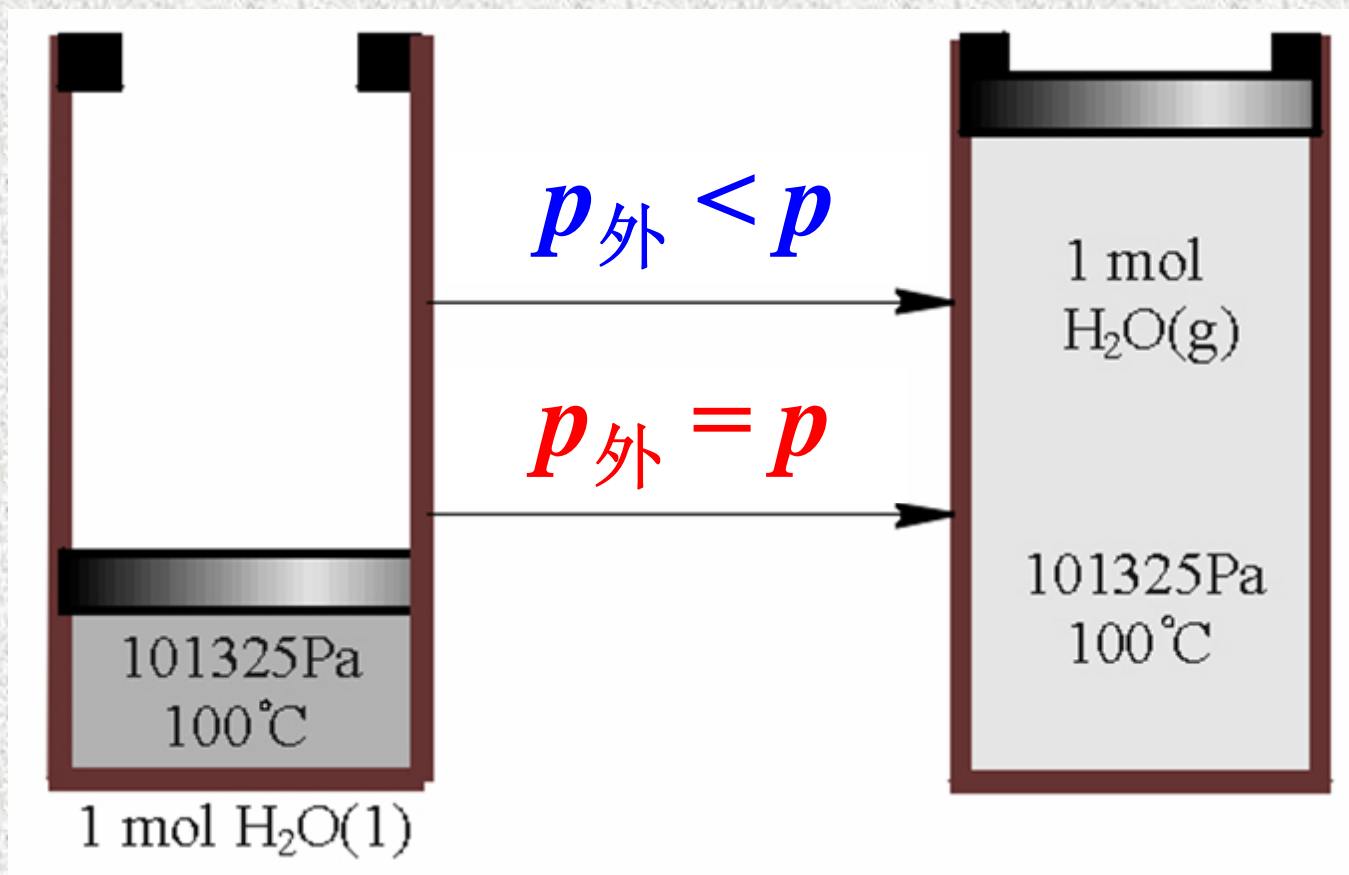 p外 < p
p外 = p
101325Pa
100℃
1 mol H₂O(l)
1 mol
H₂O(g)
101325Pa
100℃